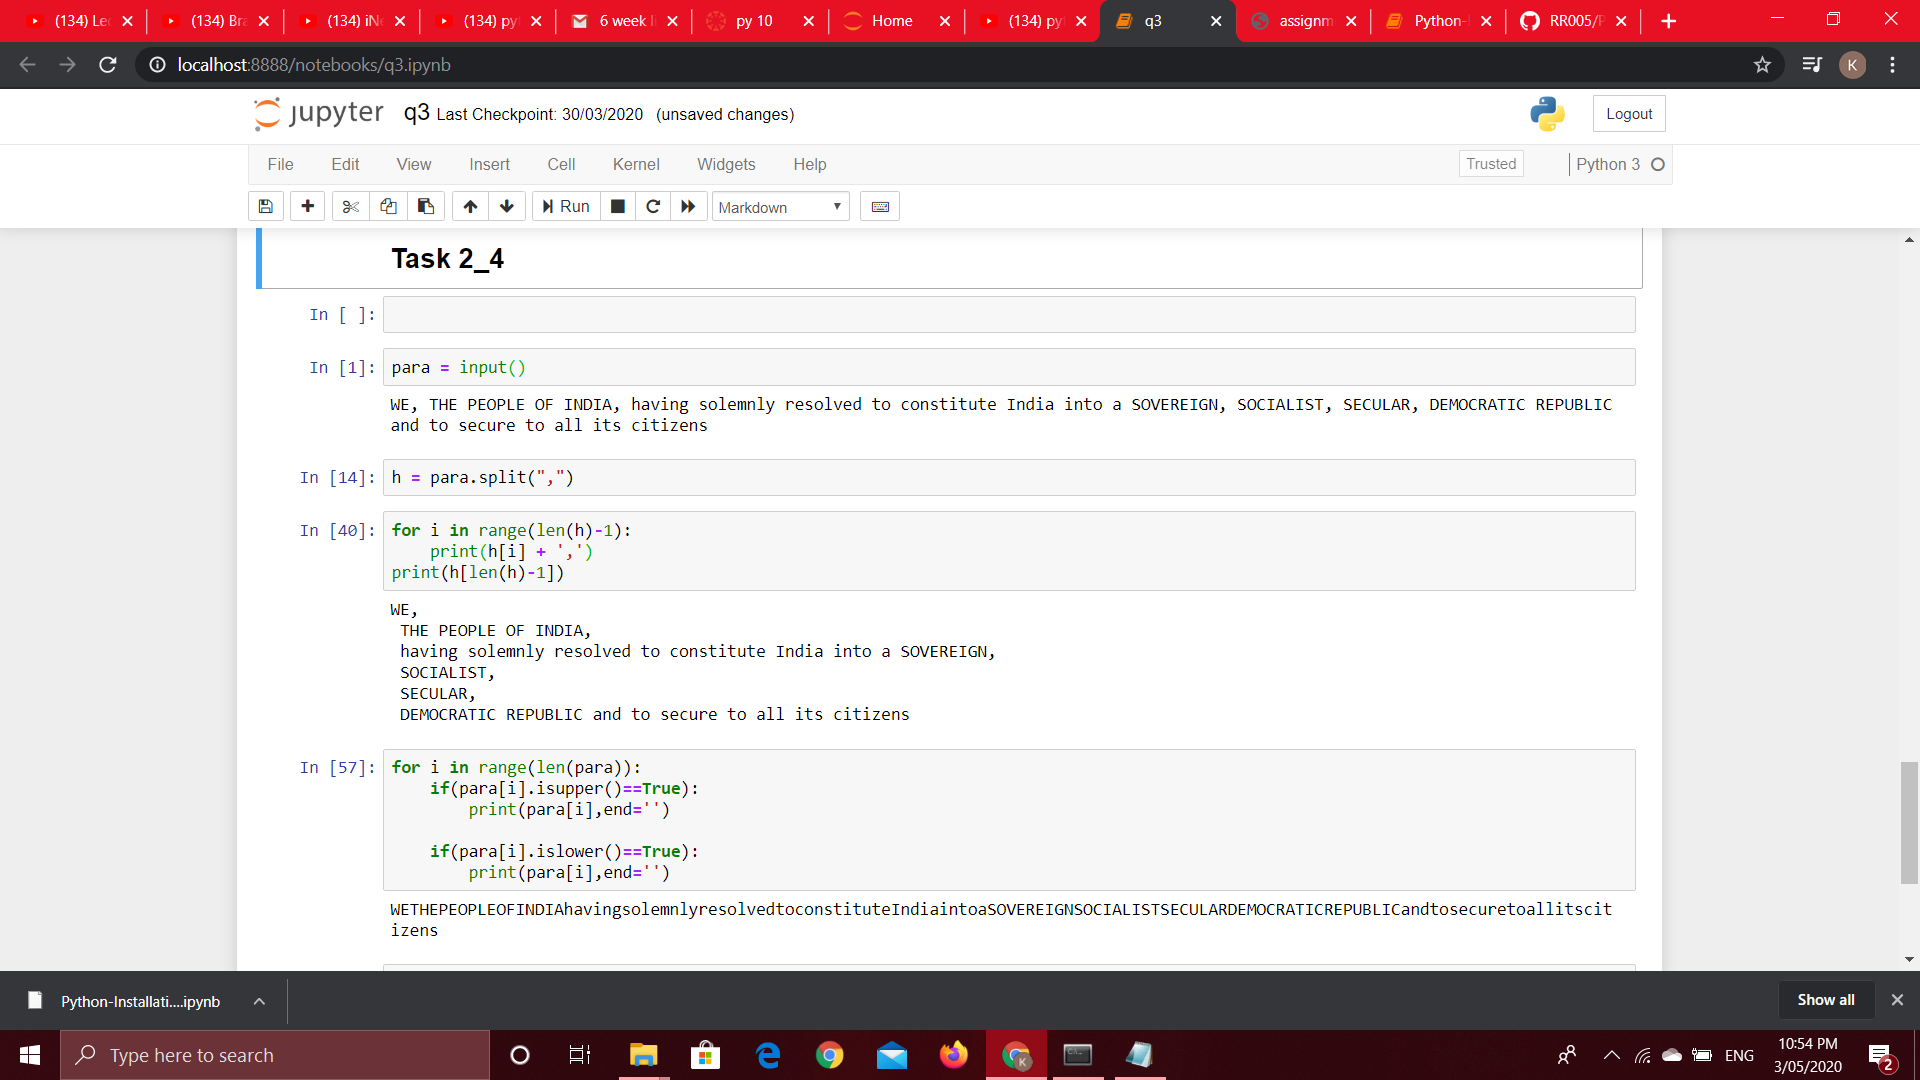 (134) Le
(134) Bra
(134) iNe
(134) py
6 week li
py 10
Home
(134) py
q3
assignm
Python-
RR005/P
localhost:8888/notebooks/q3.ipynb
K
jupyter q3 Last Checkpoint: 30/03/2020 (unsaved changes)
Logout
File Edit View Insert Cell Kernel Widgets Help
Trusted
Python 3
Run
Markdown
Task 2_4
In [ ]:
In [1]: para = input()
WE, THE PEOPLE OF INDIA, having solemnly resolved to constitute India into a SOVEREIGN, SOCIALIST, SECULAR, DEMOCRATIC REPUBLIC
and to secure to all its citizens
In [14]: h = para.split(",")
In [40]: for i in range(len(h)-1):
print(h[i] + ',')
print(h[len(h)-1])
WE,
THE PEOPLE OF INDIA,
having solemnly resolved to constitute India into a SOVEREIGN,
SOCIALIST,
SECULAR,
DEMOCRATIC REPUBLIC and to secure to all its citizens
In [57]: for i in range(len(para)):
if(para[i].isupper()==True):
print(para[i],end='')
if(para[i].islower()==True):
print(para[i],end='')
WETHEPEOPLEOFINDIAhavingsolemnlyresolvedtoconstituteIndiaintoaSOVEREIGNSOCIALISTSECULARDEMOCRATICREPUBLICandtosecuretoallitscit
izens
Python-Installati....ipynb
Show all
Type here to search
K
ENG
10:54 PM
3/05/2020
2